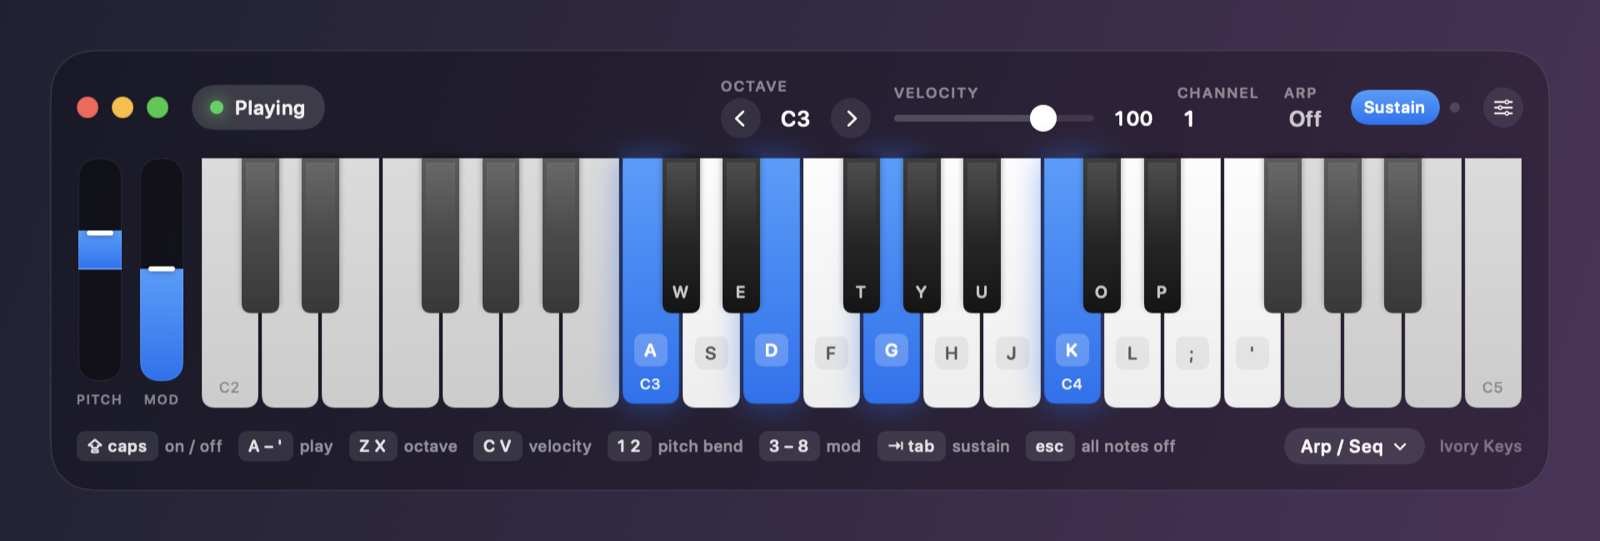 Playing
OCTAVE
C3
VELOCITY
100
CHANNEL
1
ARP
Off
Sustain
W E T Y U O P
A S D F G H J K L ; '
C2 C3 C4 C5
PITCH MOD
caps on / off A – ' play Z X octave C V velocity 1 2 pitch bend 3 – 8 mod tab sustain esc all notes off Arp / Seq Ivory Keys